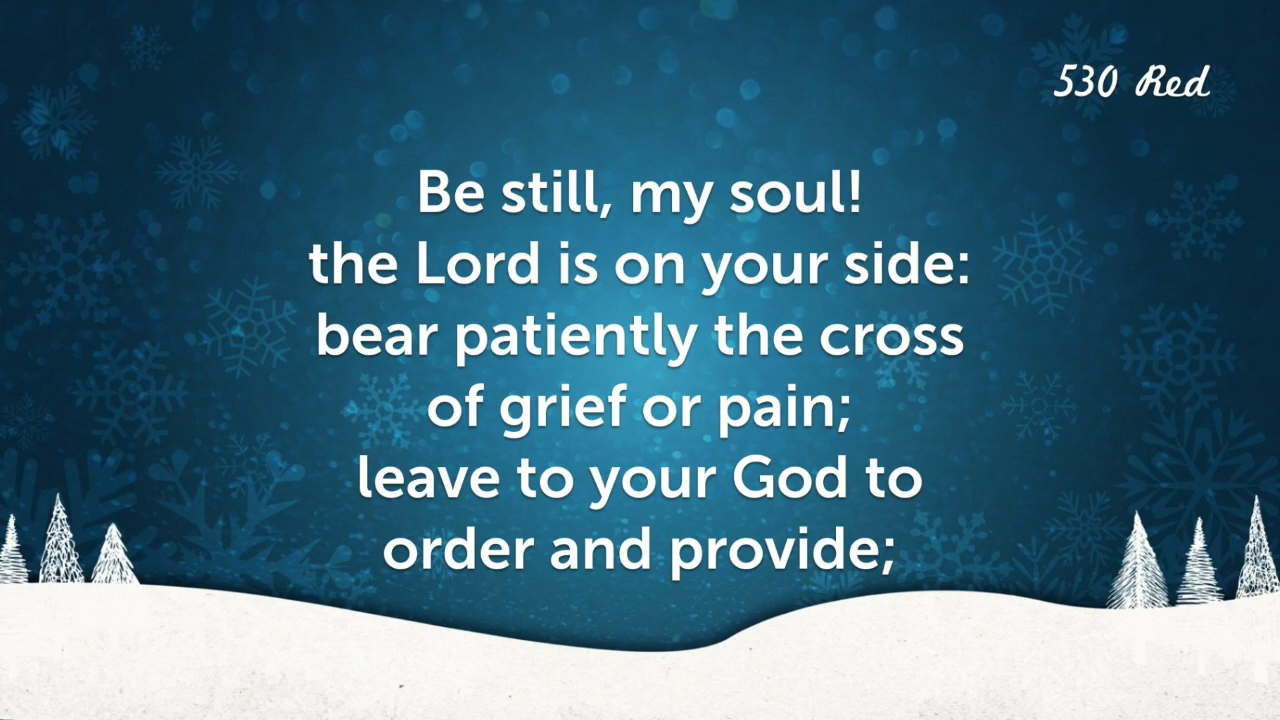 530 Red
Be still, my soul!
the Lord is on your side:
bear patiently the cross
of grief or pain;
leave to your God to
order and provide;